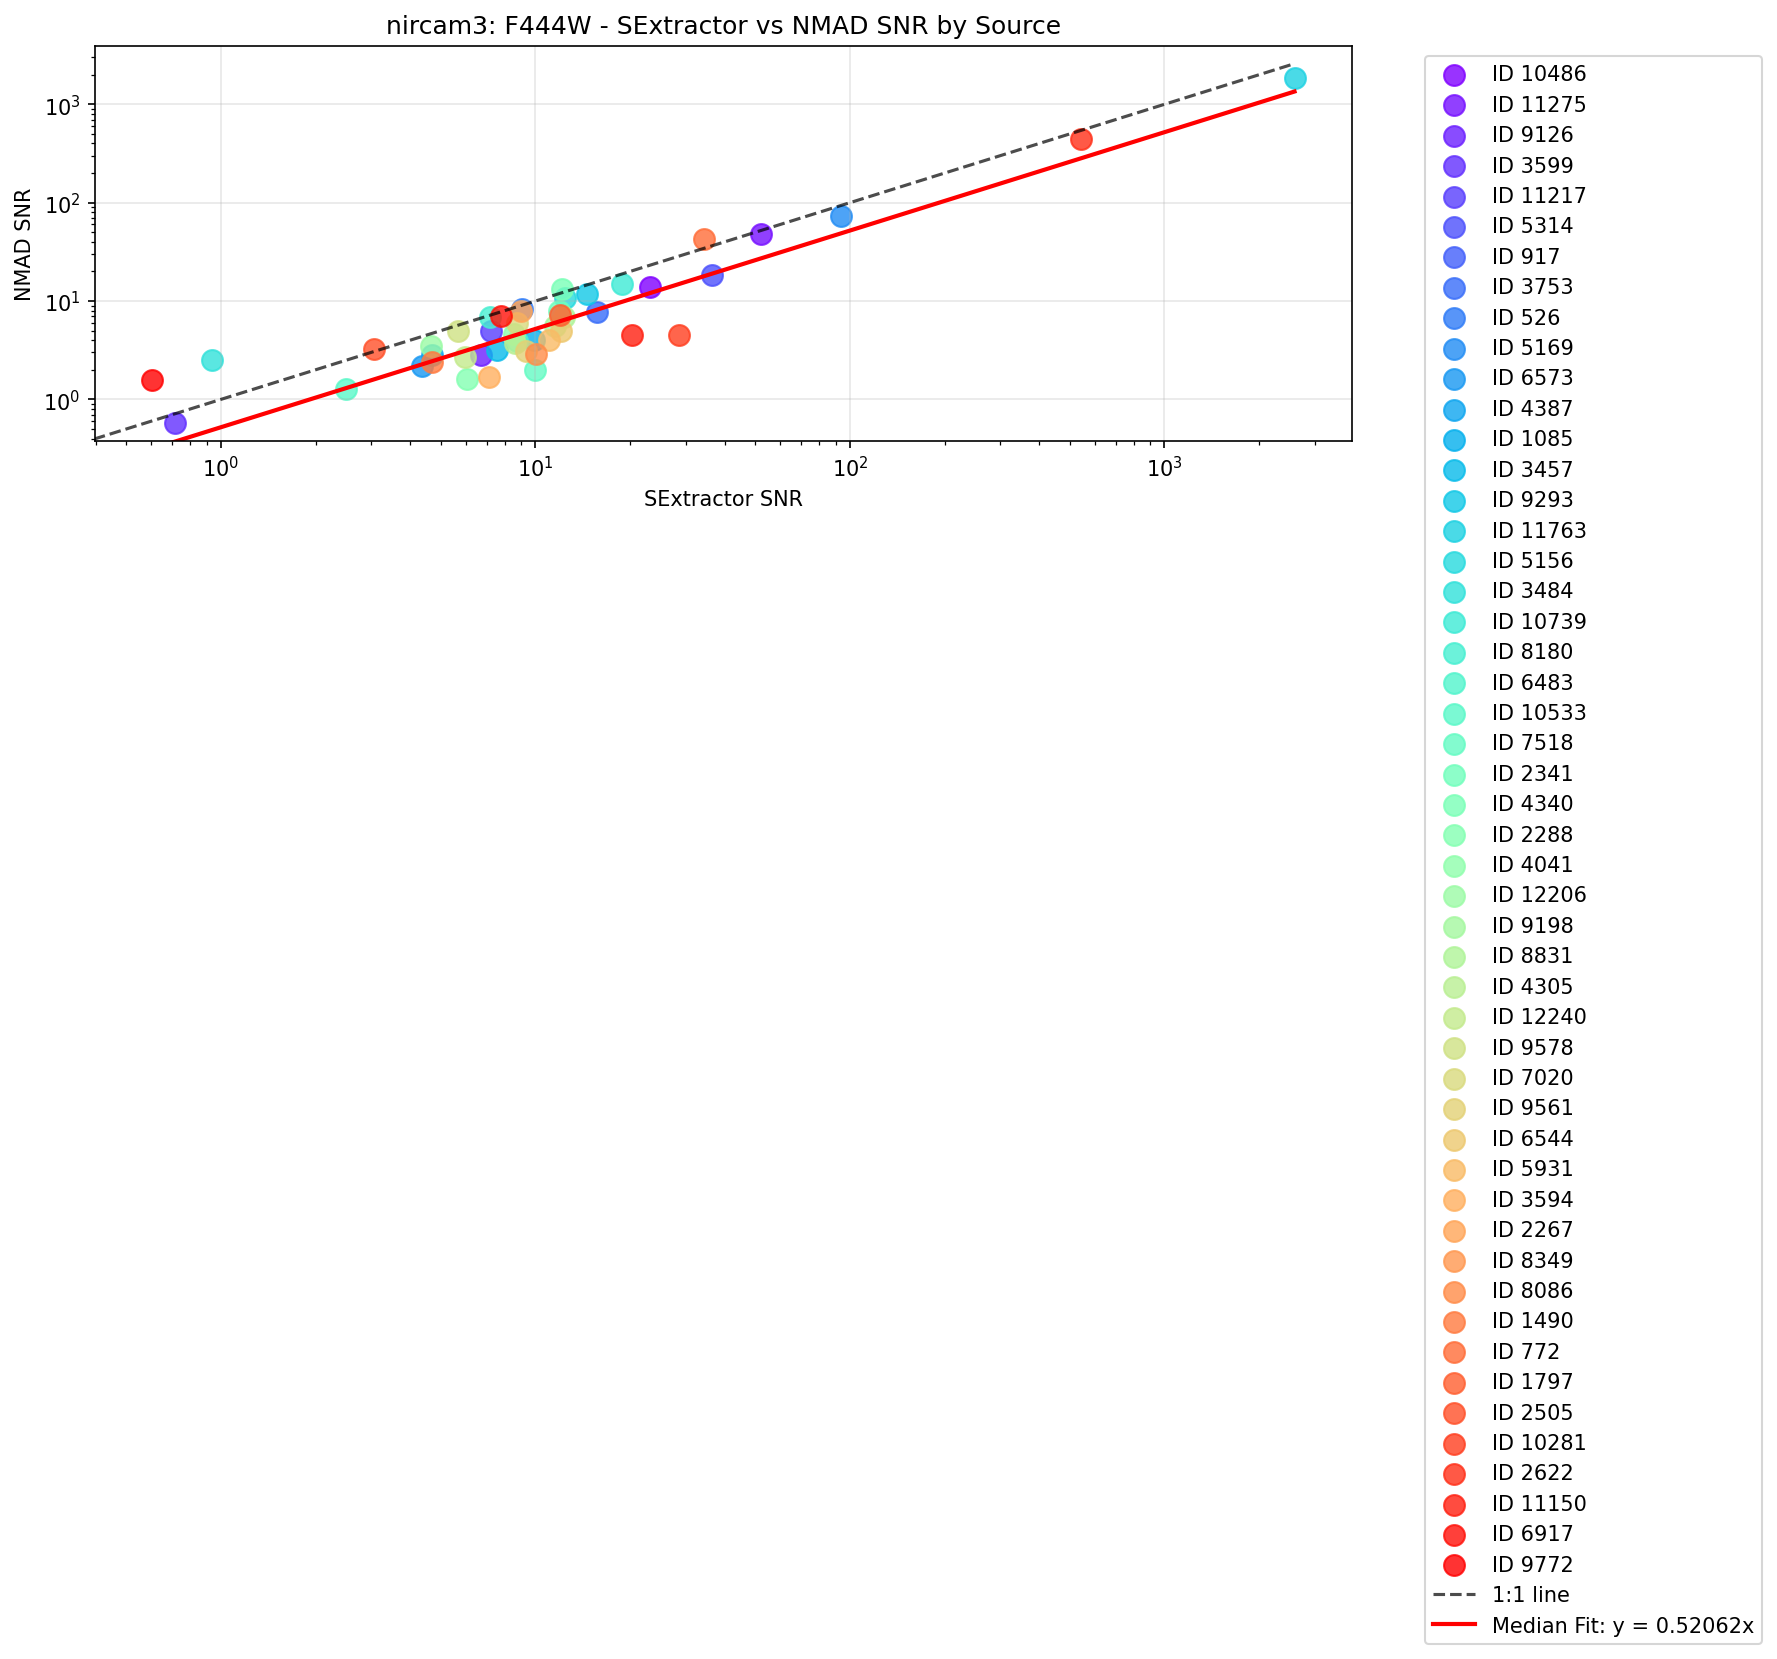 nircam3: F444W - SExtractor vs NMAD SNR by Source
NMAD SNR
10³
10²
10¹
10⁰
10⁰ 10¹ 10² 10³
SExtractor SNR
ID 10486
ID 11275
ID 9126
ID 3599
ID 11217
ID 5314
ID 917
ID 3753
ID 526
ID 5169
ID 6573
ID 4387
ID 1085
ID 3457
ID 9293
ID 11763
ID 5156
ID 3484
ID 10739
ID 8180
ID 6483
ID 10533
ID 7518
ID 2341
ID 4340
ID 2288
ID 4041
ID 12206
ID 9198
ID 8831
ID 4305
ID 12240
ID 9578
ID 7020
ID 9561
ID 6544
ID 5931
ID 3594
ID 2267
ID 8349
ID 8086
ID 1490
ID 772
ID 1797
ID 2505
ID 10281
ID 2622
ID 11150
ID 6917
ID 9772
1:1 line
Median Fit: y = 0.52062x